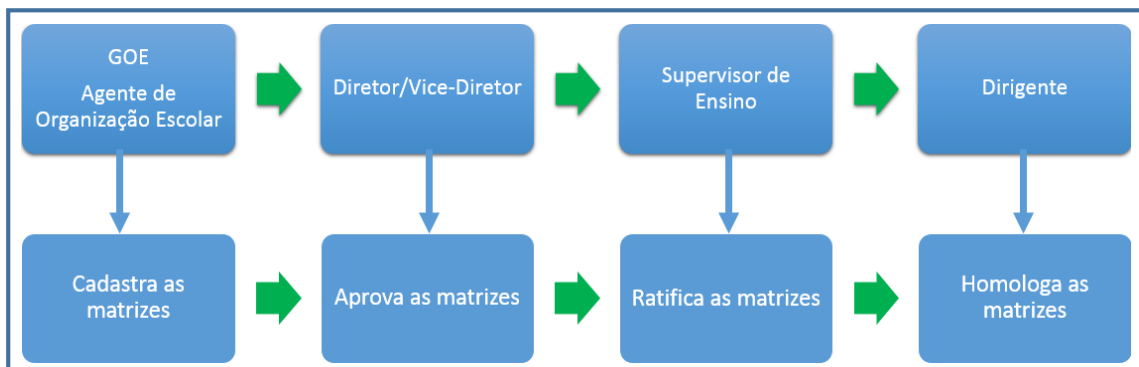 GOE
Agente de
Organização Escolar
Diretor/Vice-Diretor
Supervisor de
Ensino
Dirigente
Cadastra as
matrizes
Aprova as matrizes
Ratifica as matrizes
Homologa as
matrizes